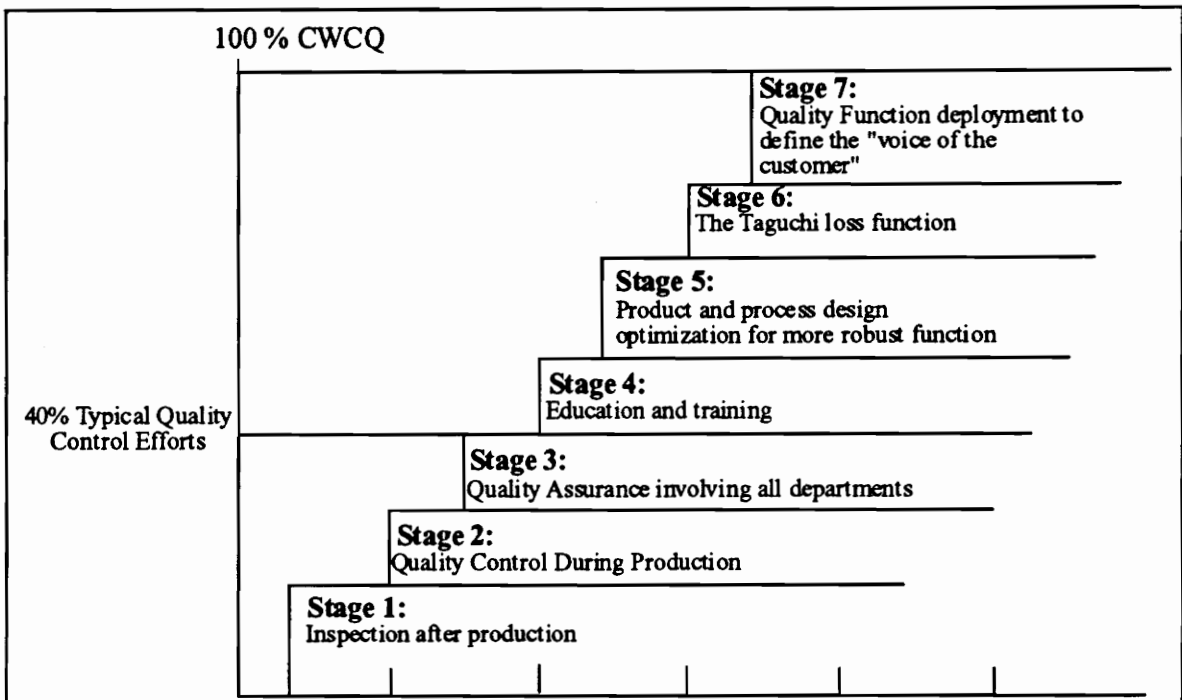 100 % CWCQ
Stage 7:
Quality Function deployment to
define the "voice of the
customer"
Stage 6:
The Taguchi loss function
Stage 5:
Product and process design
optimization for more robust function
Stage 4:
Education and training
40% Typical Quality
Control Efforts
Stage 3:
Quality Assurance involving all departments
Stage 2:
Quality Control During Production
Stage 1:
Inspection after production